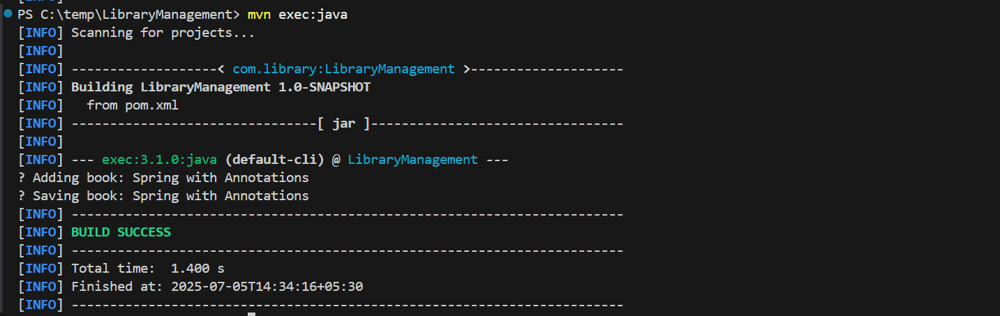 PS C:\temp\LibraryManagement> mvn exec:java
[INFO] Scanning for projects...
[INFO]
[INFO] -------------------< com.library:LibraryManagement >--------------------
[INFO] Building LibraryManagement 1.0-SNAPSHOT
[INFO]   from pom.xml
[INFO] --------------------------------[ jar ]---------------------------------
[INFO]
[INFO] --- exec:3.1.0:java (default-cli) @ LibraryManagement ---
? Adding book: Spring with Annotations
? Saving book: Spring with Annotations
[INFO] ------------------------------------------------------------------------
[INFO] BUILD SUCCESS
[INFO] ------------------------------------------------------------------------
[INFO] Total time:  1.400 s
[INFO] Finished at: 2025-07-05T14:34:16+05:30
[INFO] ------------------------------------------------------------------------